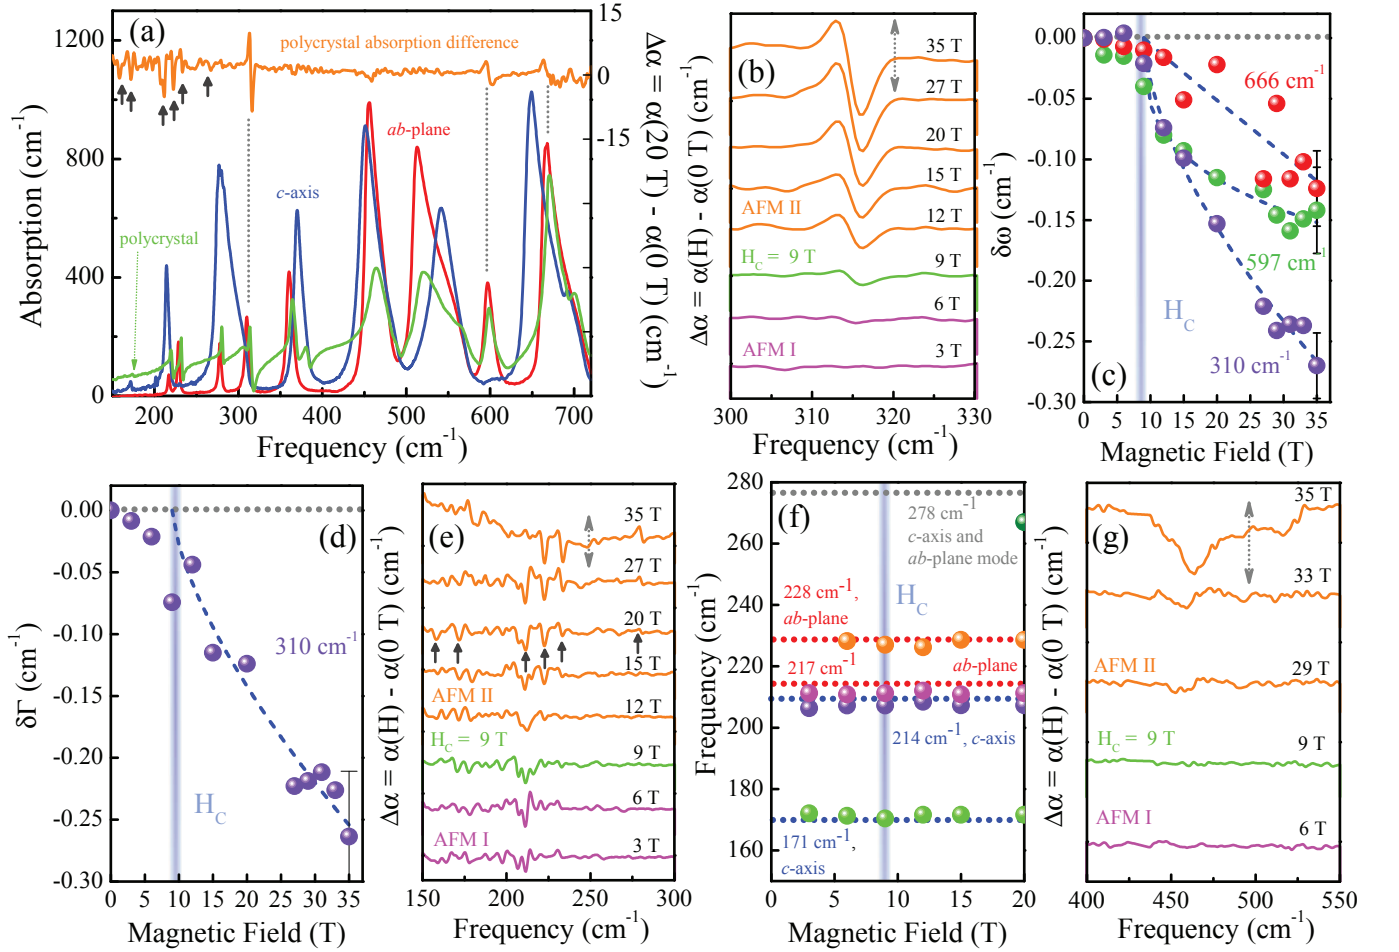 (a)
polycrystal absorption difference
ab-plane
c-axis
polycrystal
Absorption (cm-1)
1200
800
400
0
200
300
400
500
600
700
Frequency (cm-1)
15
0
-15
Δα = α(20 T) - α(0 T) (cm-1)
(b)
35 T
27 T
20 T
15 T
AFM II
12 T
HC = 9 T
9 T
6 T
AFM I
3 T
Δα = α(H) - α(0 T) (cm-1)
300
310
320
330
Frequency (cm-1)
0.00
-0.05
-0.10
-0.15
-0.20
-0.25
-0.30
δω (cm-1)
666 cm-1
597 cm-1
HC
310 cm-1
(c)
0
5
10
15
20
25
30
35
Magnetic Field (T)
(d)
0.00
-0.05
-0.10
-0.15
-0.20
-0.25
-0.30
δΓ (cm-1)
310 cm-1
HC
0
5
10
15
20
25
30
35
Magnetic Field (T)
(e)
35 T
27 T
20 T
15 T
AFM II
12 T
HC = 9 T
9 T
6 T
AFM I
3 T
Δα = α(H) - α(0 T) (cm-1)
150
200
250
300
Frequency (cm-1)
(f)
280
260
240
220
200
180
160
Frequency (cm-1)
278 cm-1
c-axis and
ab-plane mode
228 cm-1,
ab-plane
HC
217 cm-1
ab-plane
214 cm-1, c-axis
171 cm-1,
c-axis
0
5
10
15
20
Magnetic Field (T)
(g)
35 T
33 T
AFM II
29 T
HC = 9 T
9 T
AFM I
6 T
Δα = α(H) - α(0 T) (cm-1)
400
450
500
550
Frequency (cm-1)